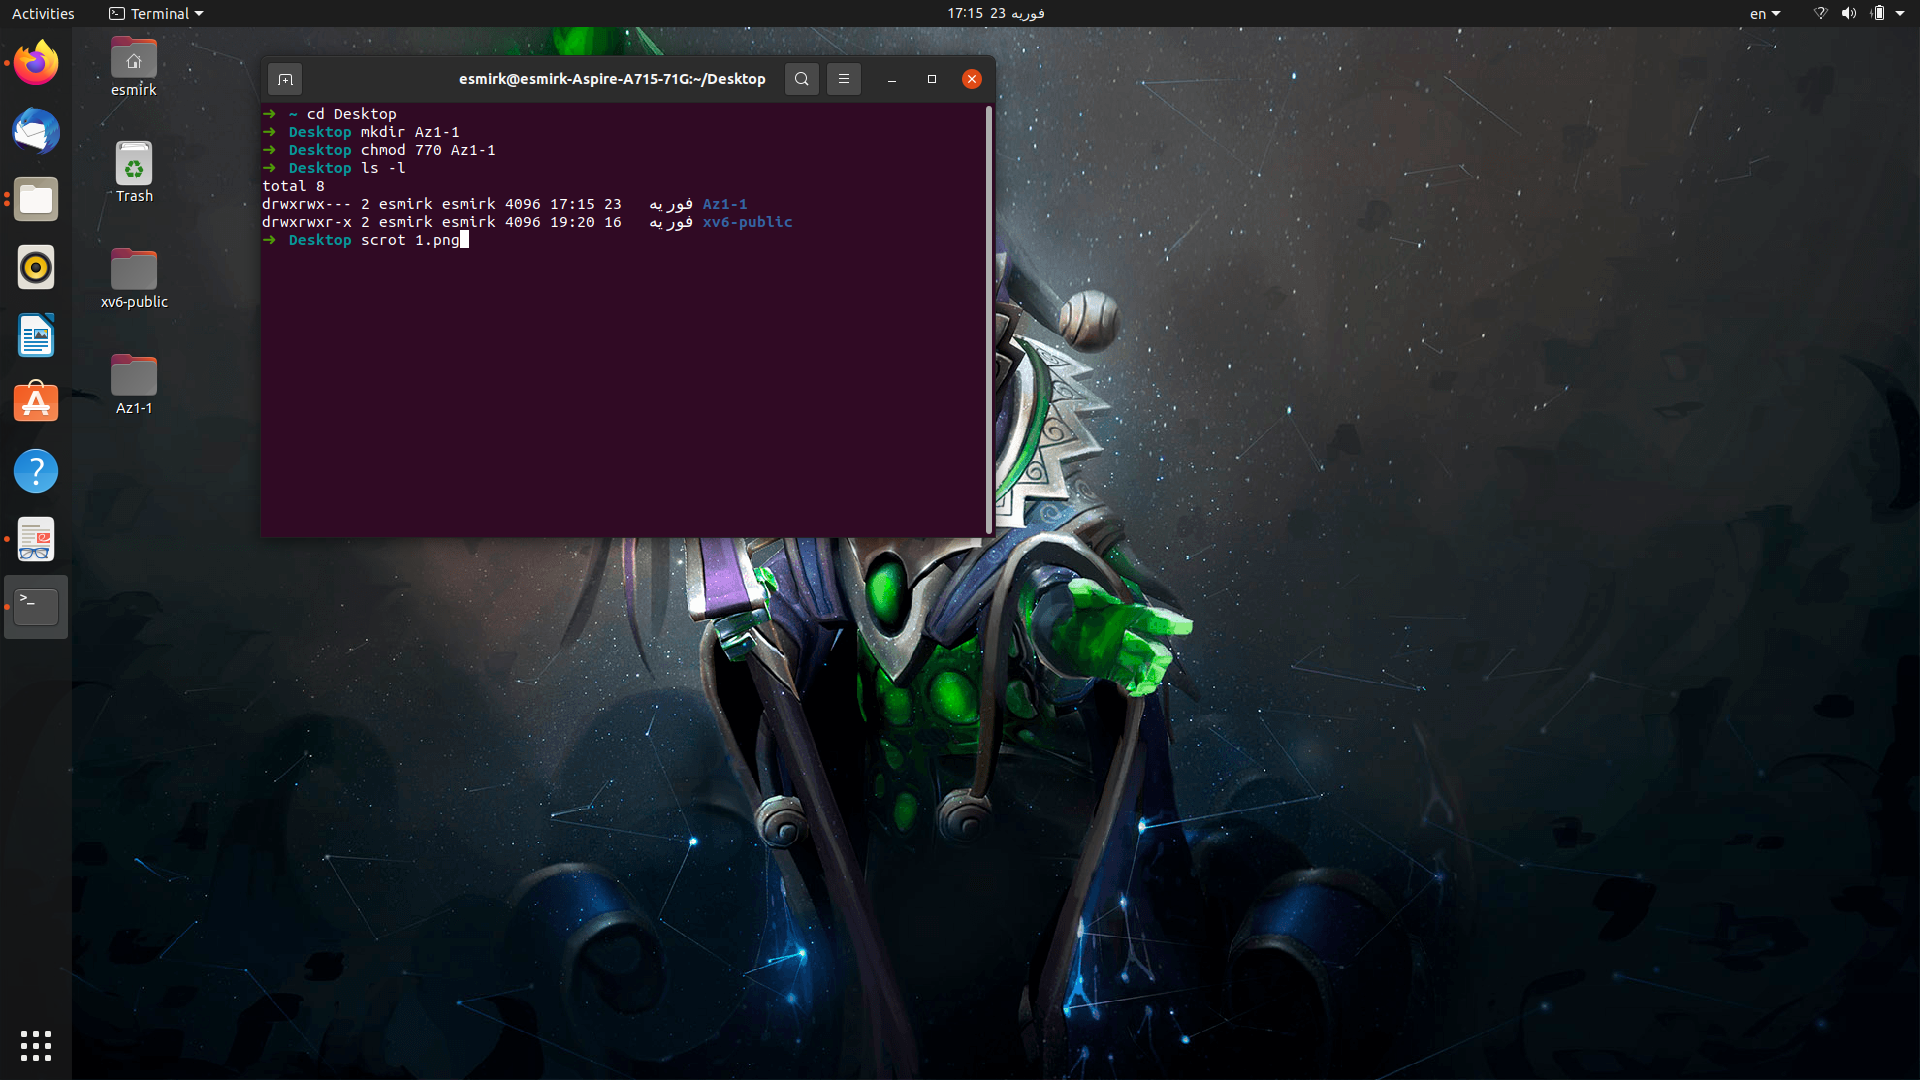 Activities
Terminal
17:15 23 فوریه
en
esmirk
Trash
xv6-public
Az1-1
esmirk@esmirk-Aspire-A715-71G:~/Desktop
➜ ~ cd Desktop
➜ Desktop mkdir Az1-1
➜ Desktop chmod 770 Az1-1
➜ Desktop ls -l
total 8
drwxrwx--- 2 esmirk esmirk 4096 17:15 23 فوریه Az1-1
drwxrwxr-x 2 esmirk esmirk 4096 19:20 16 فوریه xv6-public
➜ Desktop scrot 1.png